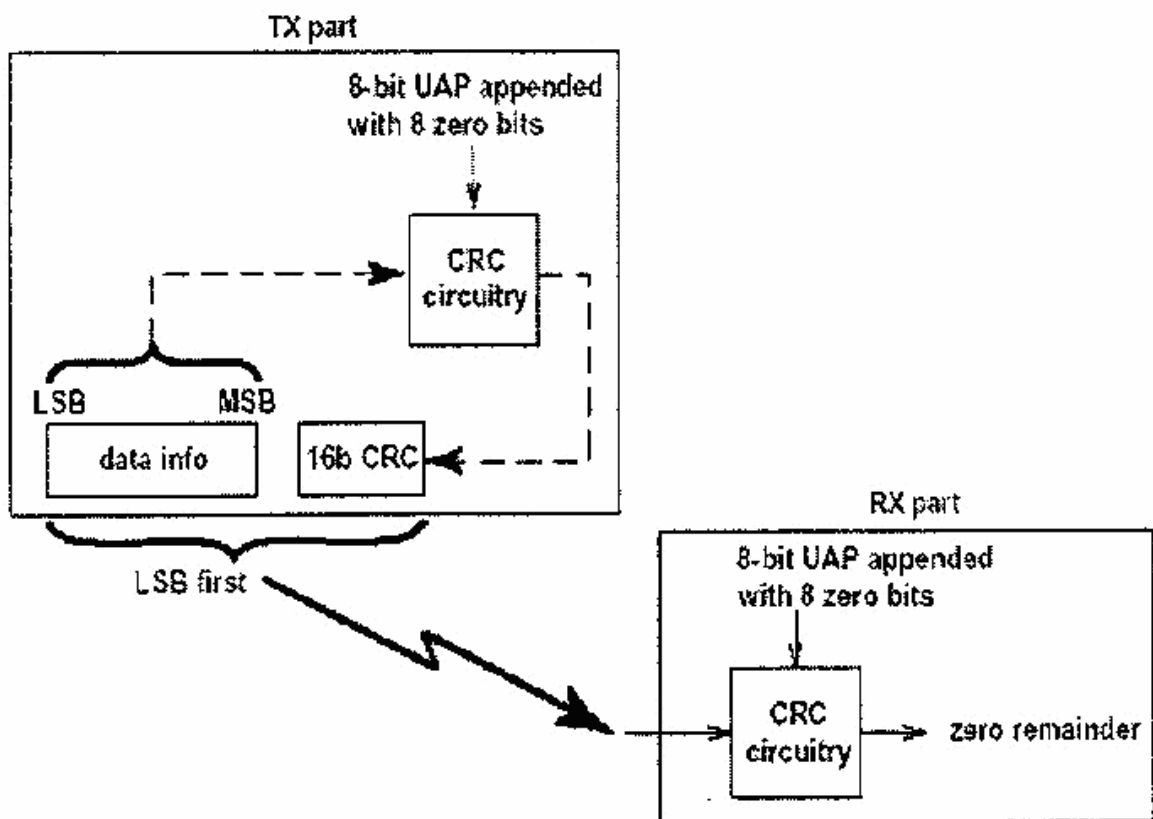 TX part
8-bit UAP appended
with 8 zero bits
CRC
circuitry
LSB MSB
data info
16b CRC
LSB first
RX part
8-bit UAP appended
with 8 zero bits
CRC
circuitry
zero remainder